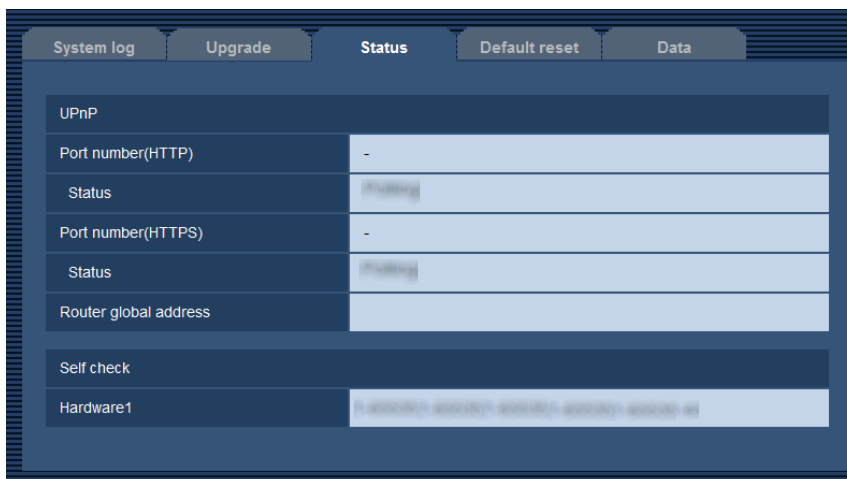 System log Upgrade Status Default reset Data
UPnP
Port number(HTTP) -
Status
Port number(HTTPS) -
Status
Router global address
Self check
Hardware1